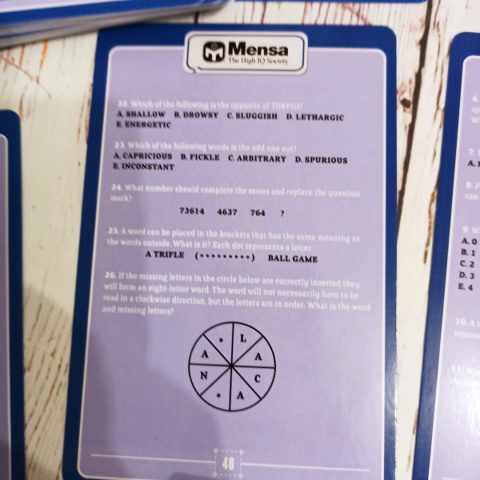 Mensa
The High IQ Society
22. Which of the following is the opposite of TORPID?
A. SHALLOW B. DROWSY C. SLUGGISH D. LETHARGIC
E. ENERGETIC
23. Which of the following words is the odd one out?
A. CAPRICIOUS B. FICKLE C. ARBITRARY D. SPURIOUS
E. INCONSTANT
24. What number should complete the series and replace the question
mark?
73614 4637 764 ?
25. A word can be placed in the brackets that has the same meaning as
the words outside. What is it? Each dot represents a letter.
A TRIFLE (•••••••••) BALL GAME
26. If the missing letters in the circle below are correctly inserted they
will form an eight-letter word. The word will not necessarily have to be
read in a clockwise direction, but the letters are in order. What is the word
and missing letters?
• L
A A
N C
• A
48
A. 0
B. 1
C. 2
D. 3
E. 4